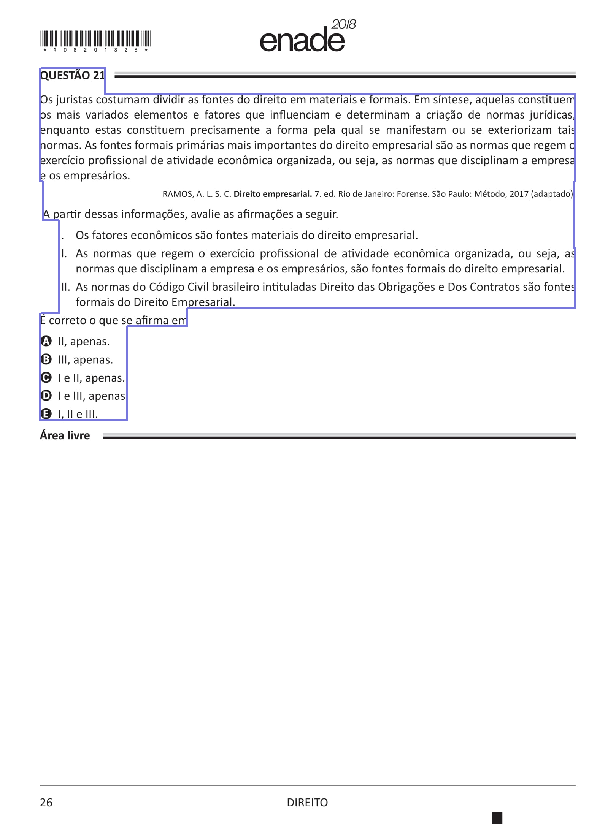 *R0620182 6*
enade 2018
QUESTÃO 21
Os juristas costumam dividir as fontes do direito em materiais e formais. Em síntese, aquelas constituem
os mais variados elementos e fatores que influenciam e determinam a criação de normas jurídicas,
enquanto estas constituem precisamente a forma pela qual se manifestam ou se exteriorizam tais
normas. As fontes formais primárias mais importantes do direito empresarial são as normas que regem o
exercício profissional de atividade econômica organizada, ou seja, as normas que disciplinam a empresa
e os empresários.
RAMOS, A. L. S. C. Direito empresarial. 7. ed. Rio de Janeiro: Forense. São Paulo: Método, 2017 (adaptado)
A partir dessas informações, avalie as afirmações a seguir.
. Os fatores econômicos são fontes materiais do direito empresarial.
I. As normas que regem o exercício profissional de atividade econômica organizada, ou seja, as
normas que disciplinam a empresa e os empresários, são fontes formais do direito empresarial.
II. As normas do Código Civil brasileiro intituladas Direito das Obrigações e Dos Contratos são fontes
formais do Direito Empresarial.
É correto o que se afirma em
A II, apenas.
B III, apenas.
C I e II, apenas.
D I e III, apenas
E I, II e III.
Área livre
26 DIREITO